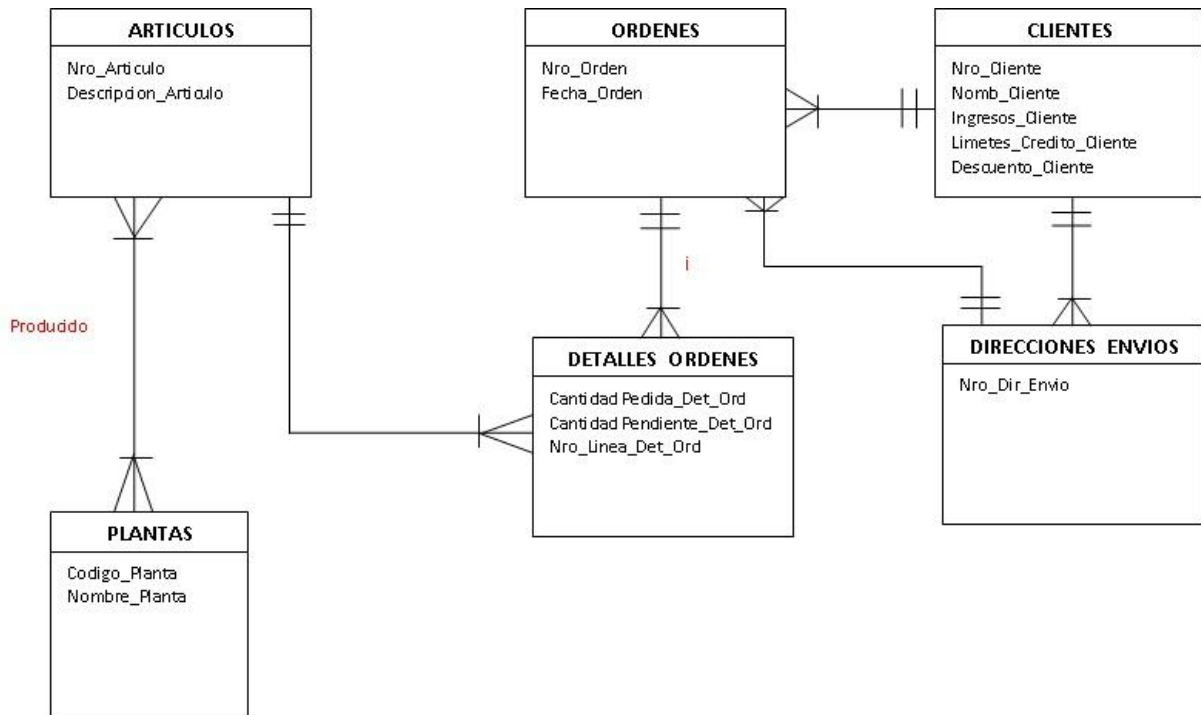 ARTICULOS
Nro_Articulo
Descripcion_Articulo
ORDENES
Nro_Orden
Fecha_Orden
CLIENTES
Nro_Cliente
Nomb_Cliente
Ingresos_Cliente
Limetes_Credito_Cliente
Descuento_Cliente
i
Producido
DETALLES ORDENES
Cantidad Pedida_Det_Ord
Cantidad Pendiente_Det_Ord
Nro_Linea_Det_Ord
DIRECCIONES ENVIOS
Nro_Dir_Envio
PLANTAS
Codigo_Planta
Nombre_Planta